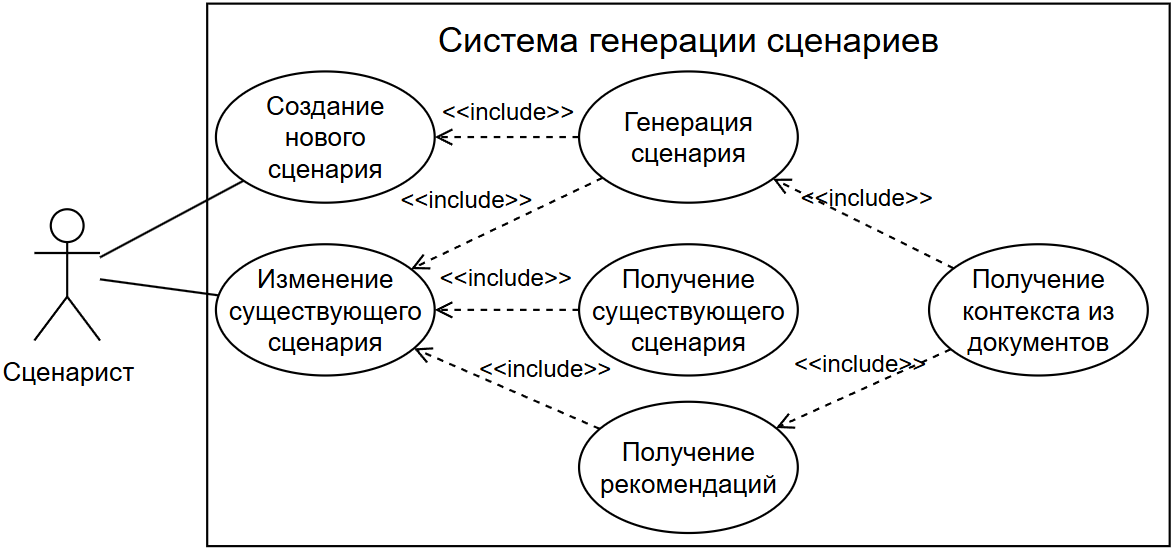 Система генерации сценариев
Создание
нового
сценария
<<include>>
Генерация
сценария
<<include>>
<<include>>
Сценарист
Изменение
существующего
сценария
<<include>>
Получение
существующего
сценария
Получение
контекста из
документов
<<include>>
<<include>>
Получение
рекомендаций